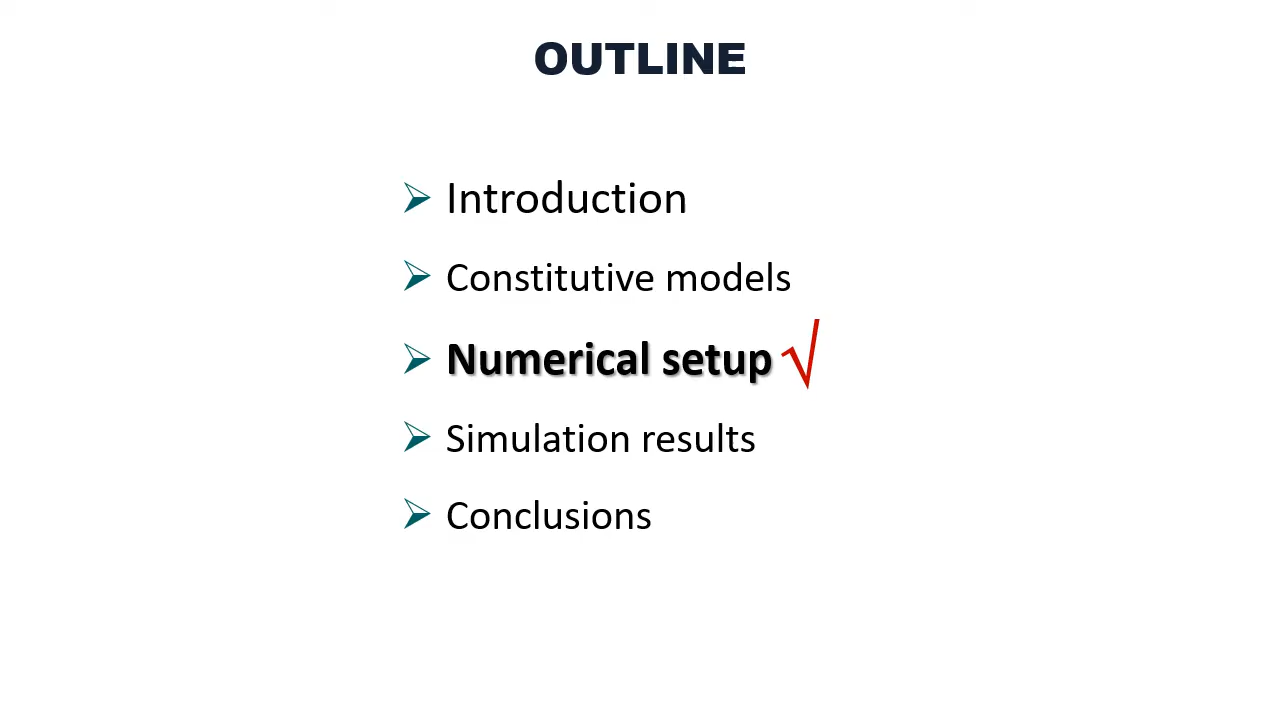 OUTLINE
Introduction
Constitutive models
Numerical setup √
Simulation results
Conclusions